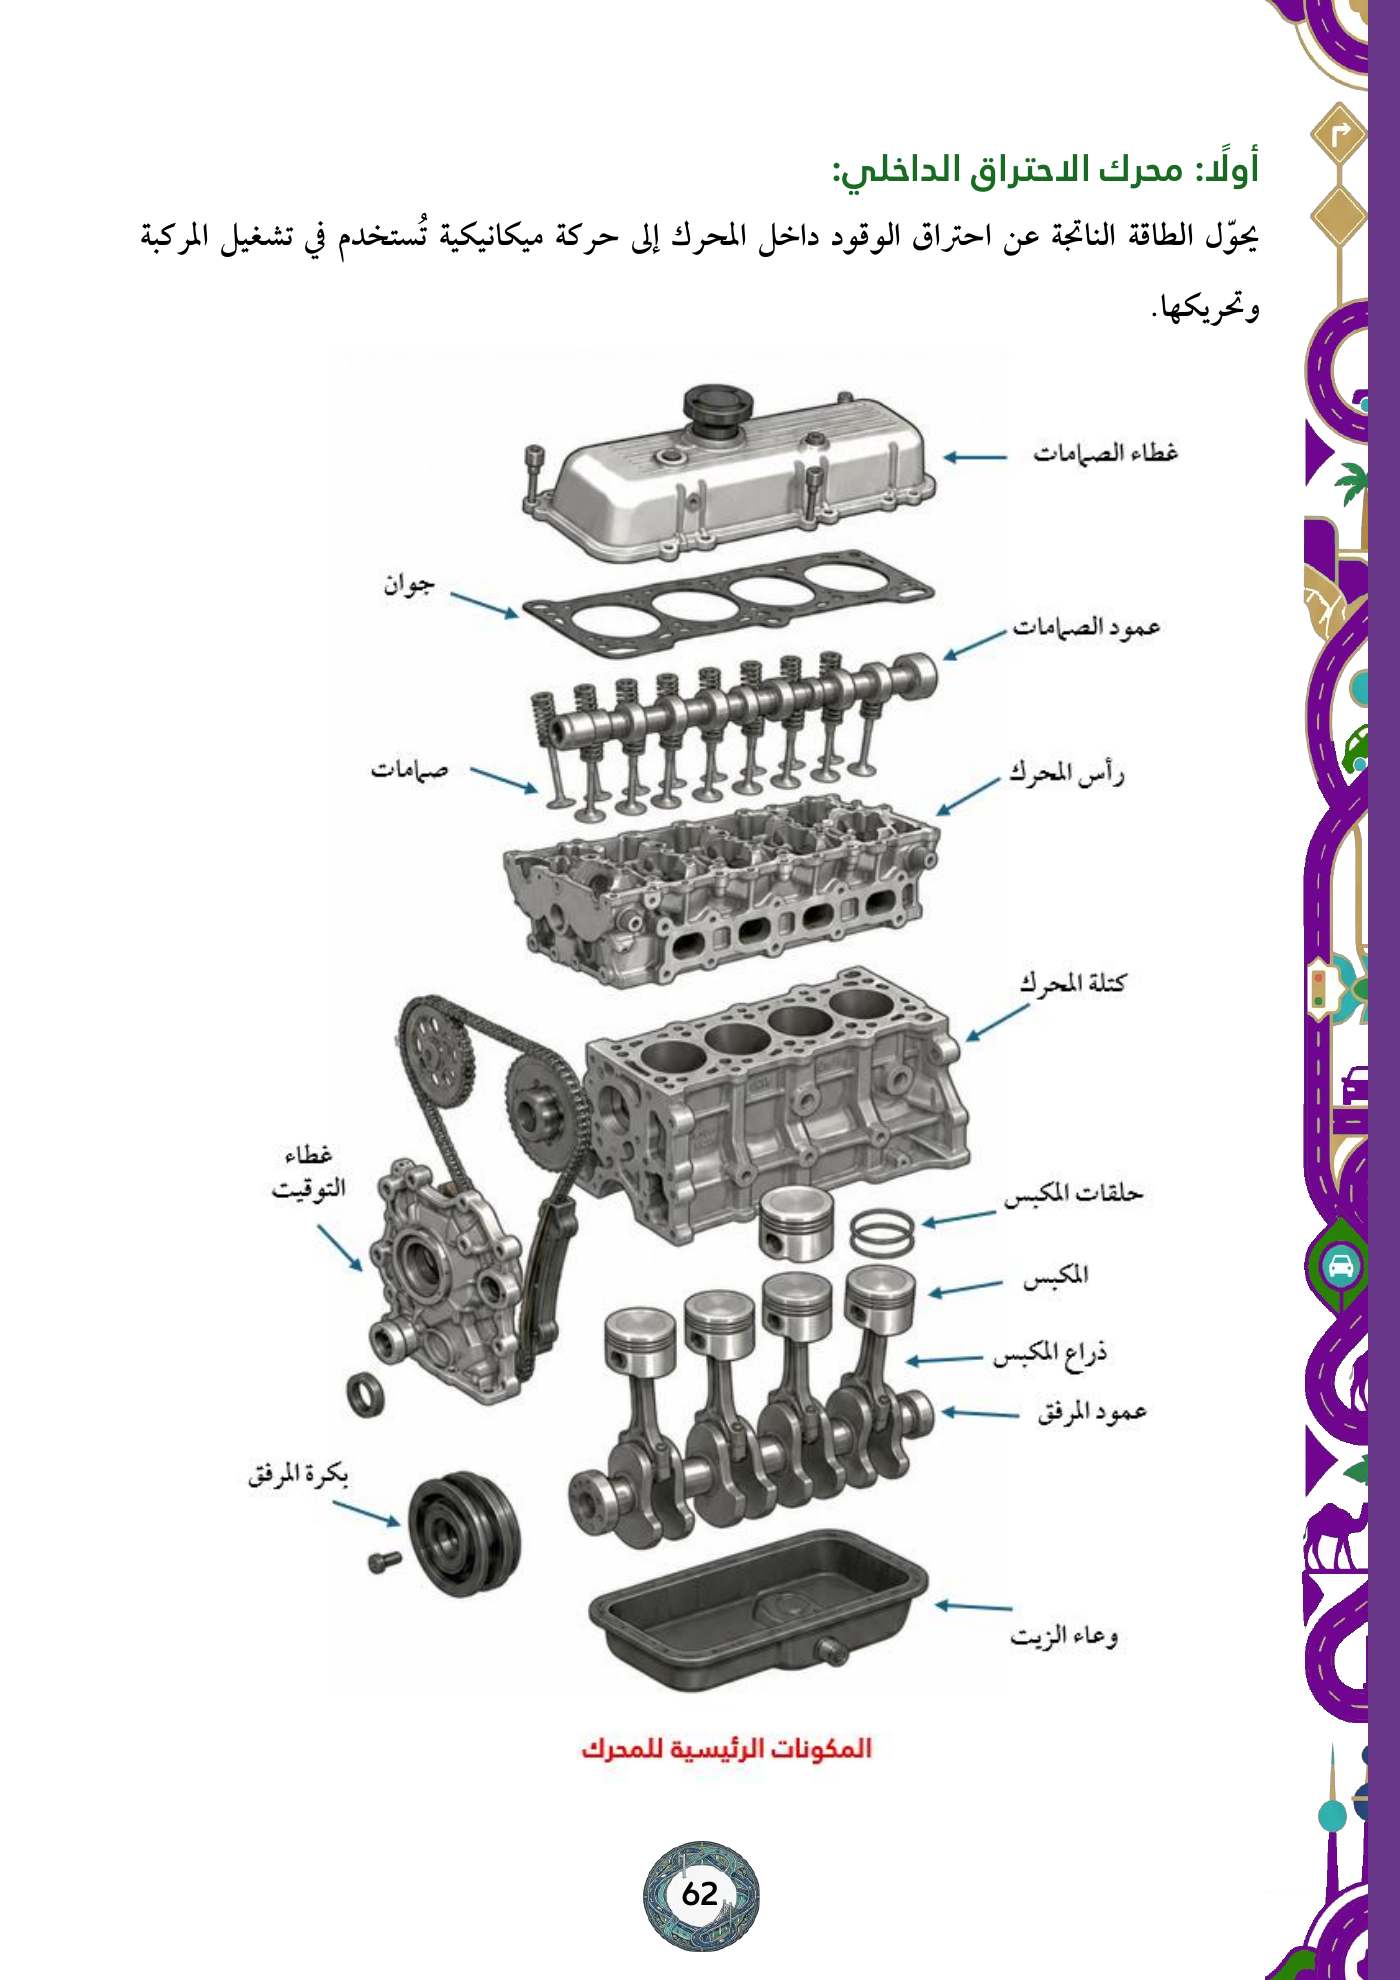 أولًا: محرك الاحتراق الداخلي:
يحوّل الطاقة الناتجة عن احتراق الوقود داخل المحرك إلى حركة ميكانيكية تُستخدم في تشغيل المركبة
وتحريكها.
غطاء الصمامات
جوان
عمود الصمامات
صمامات
رأس المحرك
كتلة المحرك
غطاء
التوقيت
حلقات المكبس
المكبس
ذراع المكبس
عمود المرفق
بكرة المرفق
وعاء الزيت
المكونات الرئيسية للمحرك
62